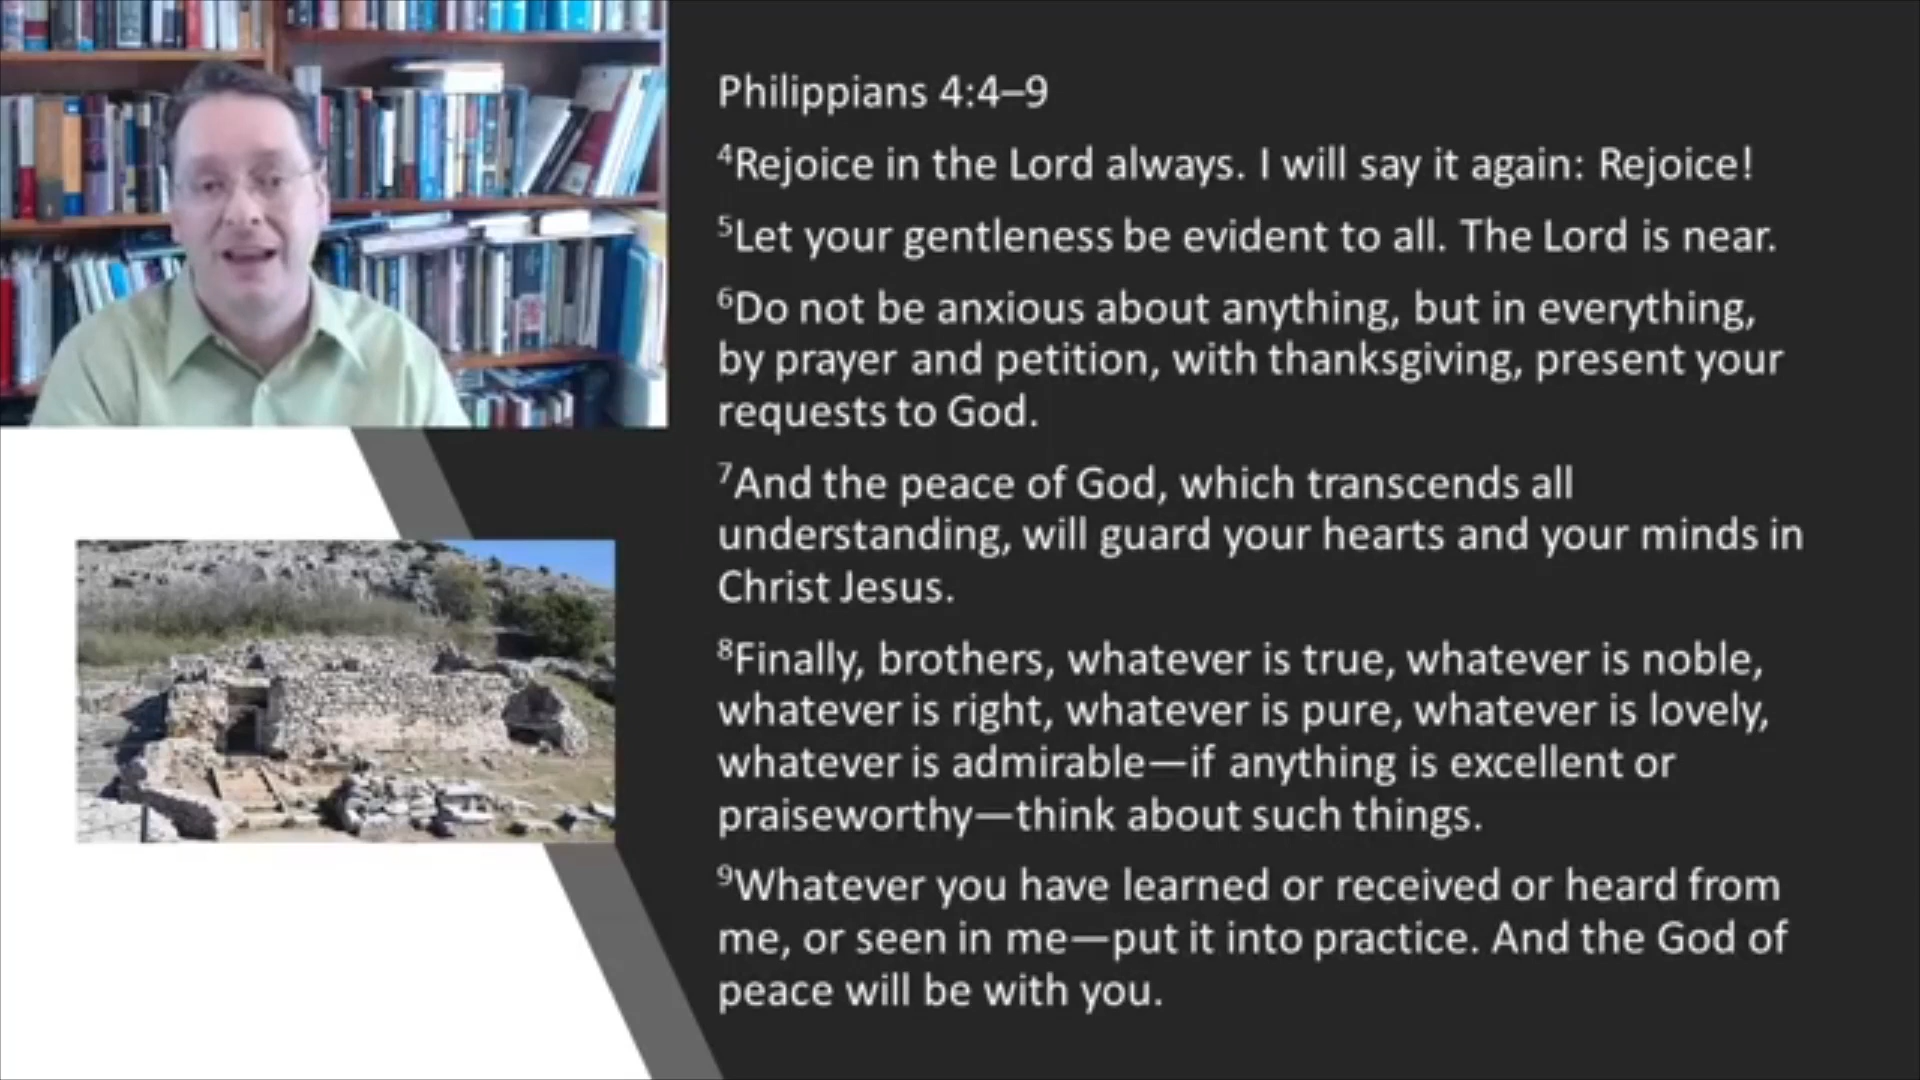 Philippians 4:4–9
⁴Rejoice in the Lord always. I will say it again: Rejoice!
⁵Let your gentleness be evident to all. The Lord is near.
⁶Do not be anxious about anything, but in everything,
by prayer and petition, with thanksgiving, present your
requests to God.
⁷And the peace of God, which transcends all
understanding, will guard your hearts and your minds in
Christ Jesus.
⁸Finally, brothers, whatever is true, whatever is noble,
whatever is right, whatever is pure, whatever is lovely,
whatever is admirable—if anything is excellent or
praiseworthy—think about such things.
⁹Whatever you have learned or received or heard from
me, or seen in me—put it into practice. And the God of
peace will be with you.